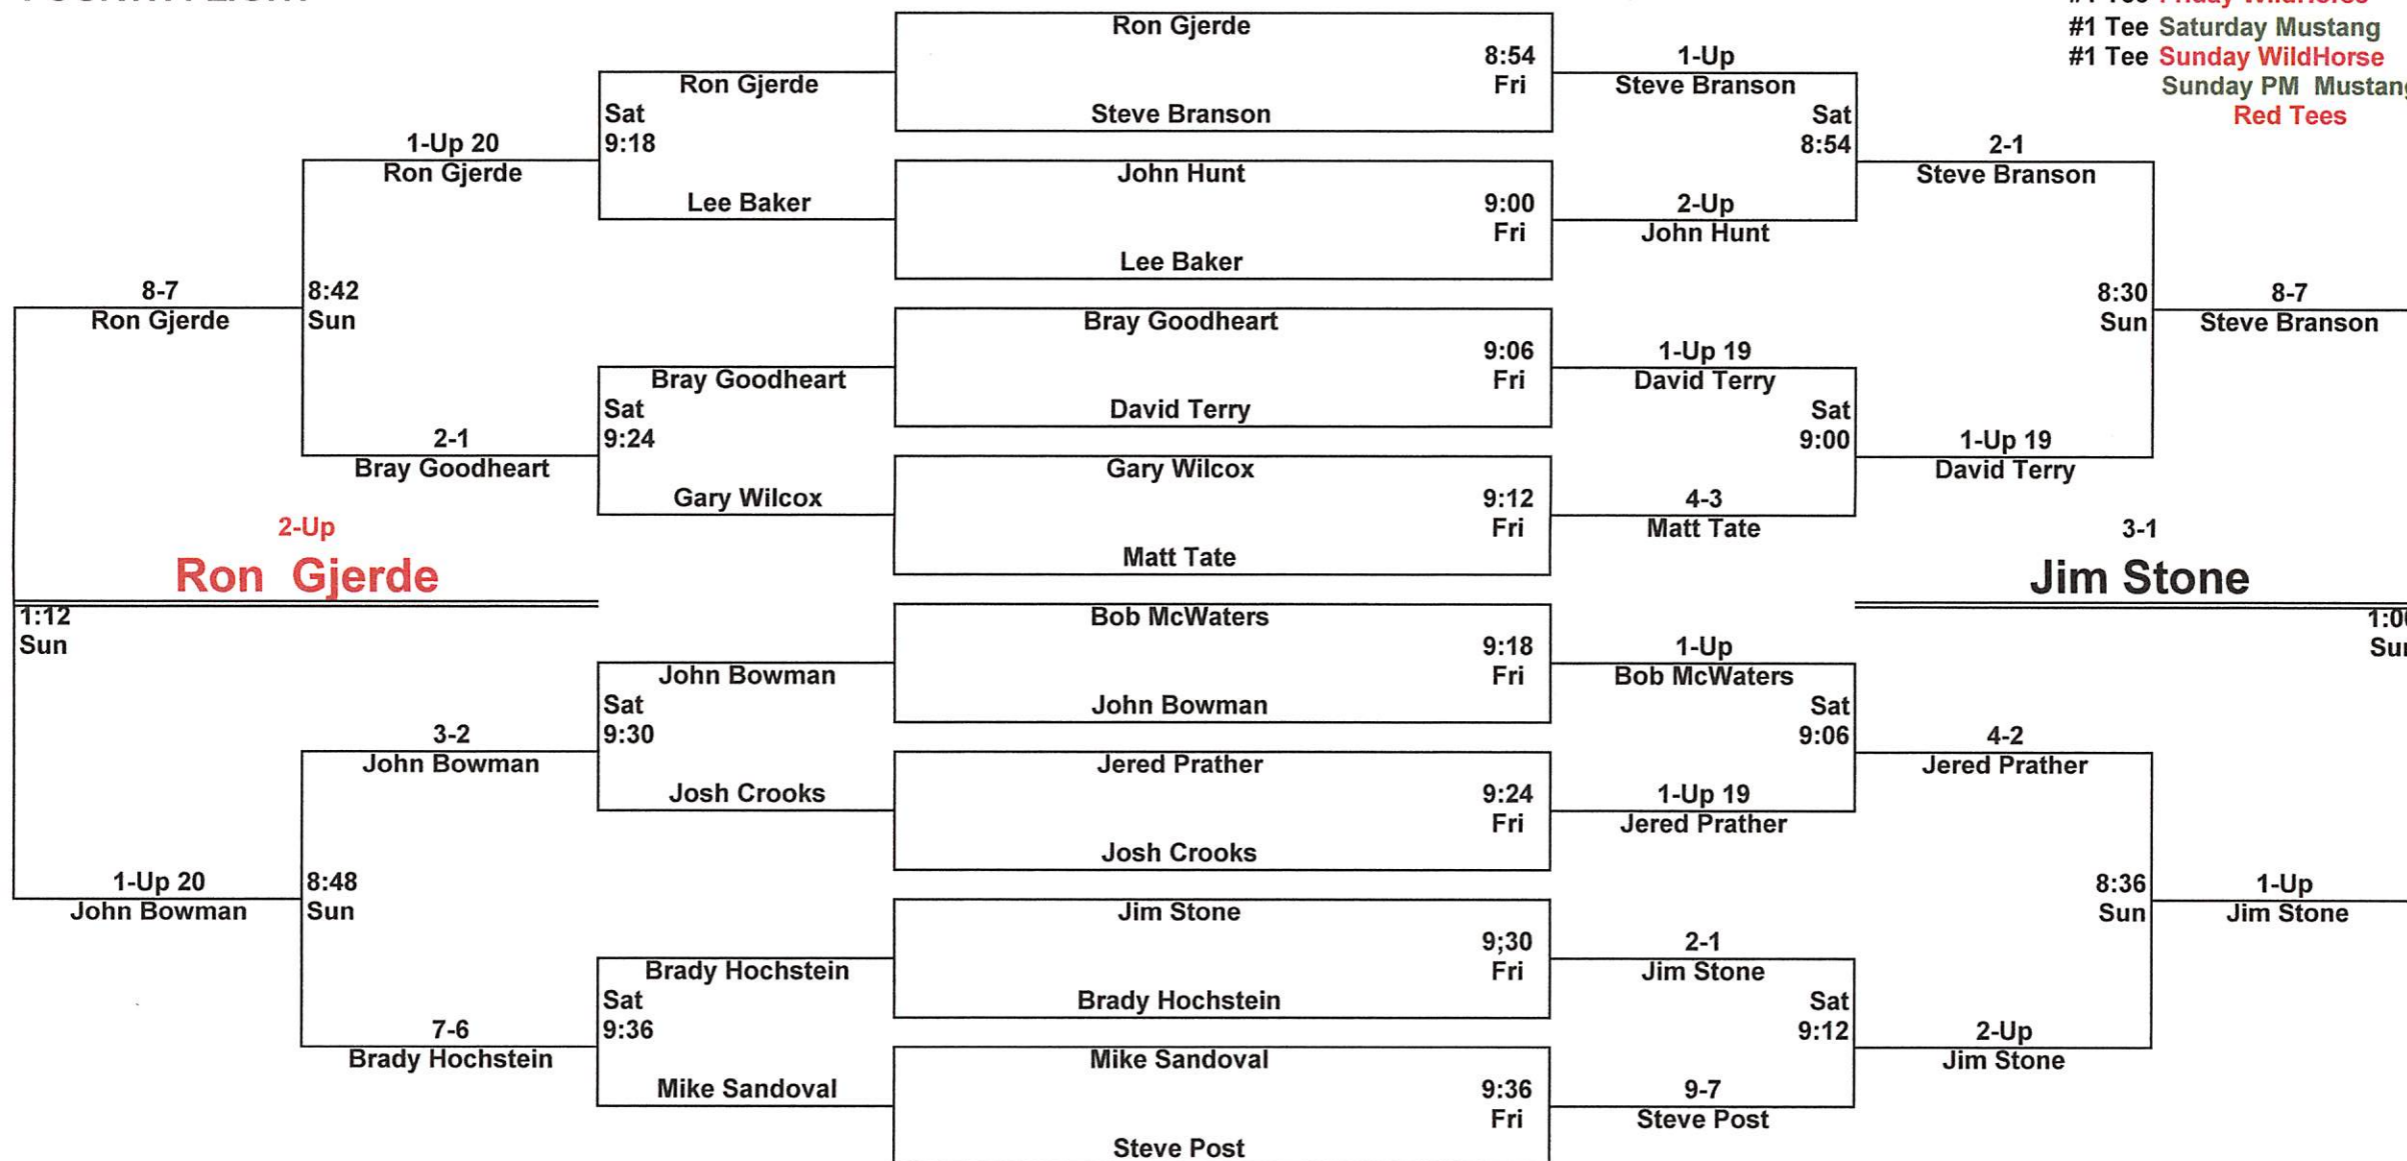 #1 Tee Friday WildHorse
#1 Tee Saturday Mustang
#1 Tee Sunday WildHorse
Sunday PM Mustang
Red Tees
Ron Gjerde
8:54
Fri
Steve Branson
John Hunt
9:00
Fri
Lee Baker
Bray Goodheart
9:06
Fri
David Terry
Gary Wilcox
9:12
Fri
Matt Tate
Bob McWaters
9:18
Fri
John Bowman
Jered Prather
9:24
Fri
Josh Crooks
Jim Stone
9;30
Fri
Brady Hochstein
Mike Sandoval
9:36
Fri
Steve Post
Ron Gjerde
Sat
9:18
Lee Baker
Bray Goodheart
Sat
9:24
Gary Wilcox
John Bowman
Sat
9:30
Josh Crooks
Brady Hochstein
Sat
9:36
Mike Sandoval
1-Up 20
Ron Gjerde
8:42
Sun
2-1
Bray Goodheart
3-2
John Bowman
8:48
Sun
7-6
Brady Hochstein
8-7
Ron Gjerde
2-Up
Ron Gjerde
1:12
Sun
1-Up 20
John Bowman
1-Up
Steve Branson
Sat
8:54
2-Up
John Hunt
1-Up 19
David Terry
Sat
9:00
4-3
Matt Tate
1-Up
Bob McWaters
Sat
9:06
1-Up 19
Jered Prather
2-1
Jim Stone
Sat
9:12
9-7
Steve Post
2-1
Steve Branson
8:30
Sun
1-Up 19
David Terry
4-2
Jered Prather
8:36
Sun
2-Up
Jim Stone
8-7
Steve Branson
3-1
Jim Stone
1-Up
Jim Stone